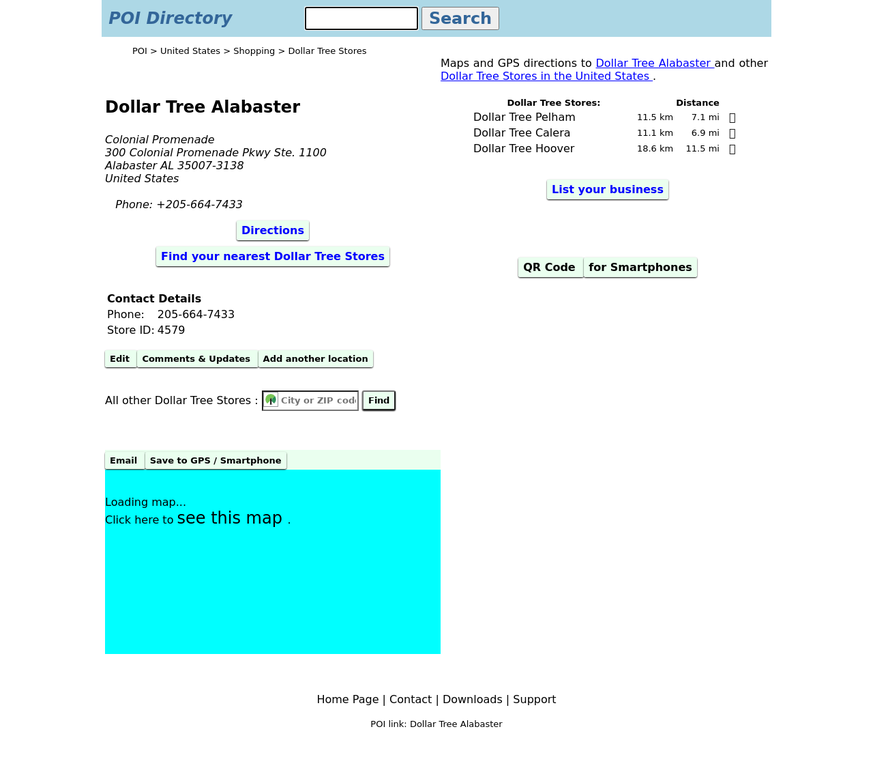 POI Directory
Search
POI > United States > Shopping > Dollar Tree Stores
Maps and GPS directions to Dollar Tree Alabaster and other
Dollar Tree Stores in the United States .
Dollar Tree Alabaster
Colonial Promenade
300 Colonial Promenade Pkwy Ste. 1100
Alabaster AL 35007-3138
United States
Phone: +205-664-7433
Directions
Find your nearest Dollar Tree Stores
Dollar Tree Stores: Distance
Dollar Tree Pelham 11.5 km 7.1 mi
Dollar Tree Calera 11.1 km 6.9 mi
Dollar Tree Hoover 18.6 km 11.5 mi
List your business
QR Code for Smartphones
Contact Details
Phone: 205-664-7433
Store ID: 4579
Edit Comments & Updates Add another location
All other Dollar Tree Stores : City or ZIP code Find
Email Save to GPS / Smartphone
Loading map...
Click here to see this map .
Home Page | Contact | Downloads | Support
POI link: Dollar Tree Alabaster